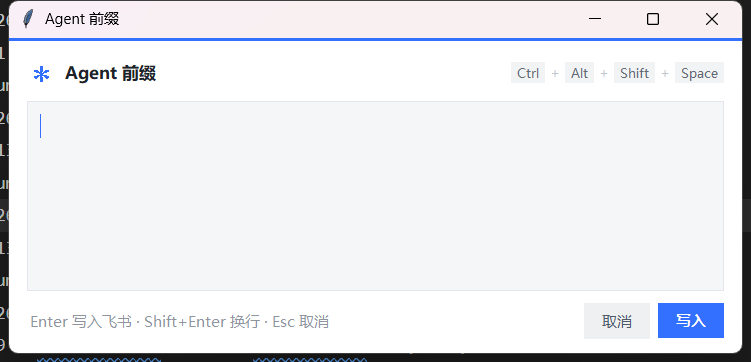 Agent 前缀
Agent 前缀
Ctrl + Alt + Shift + Space
Enter 写入飞书 · Shift+Enter 换行 · Esc 取消
取消
写入